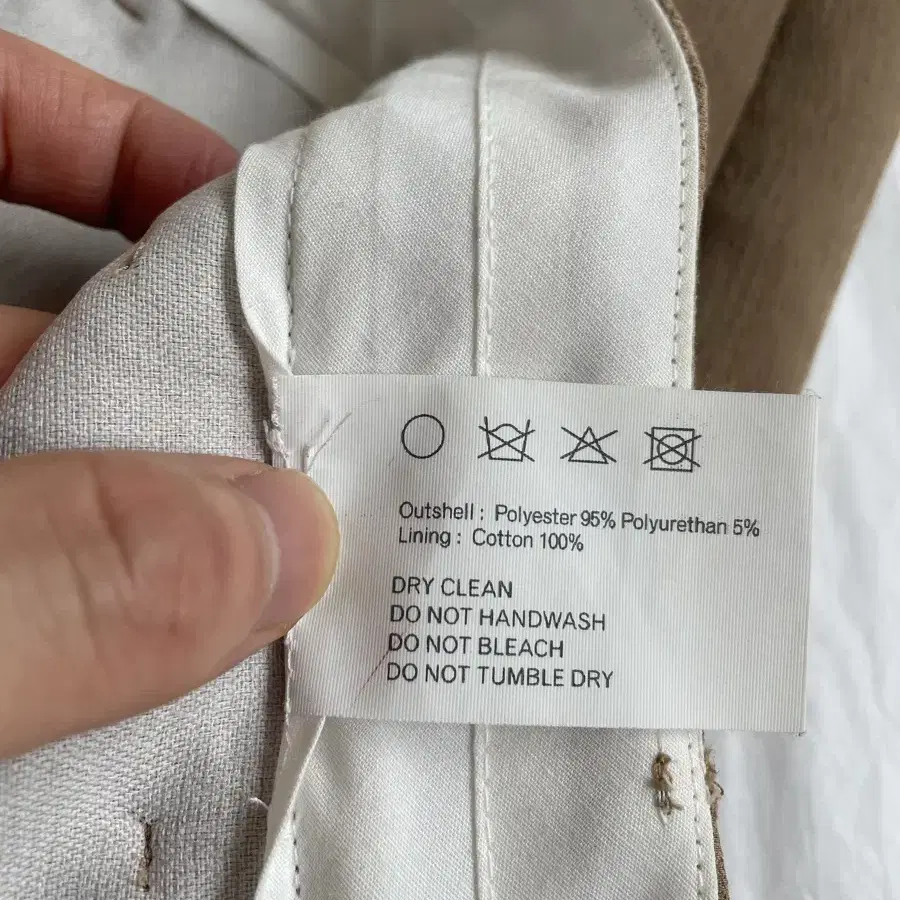 Outshell : Polyester 95% Polyurethan 5%
Lining : Cotton 100%
DRY CLEAN
DO NOT HANDWASH
DO NOT BLEACH
DO NOT TUMBLE DRY